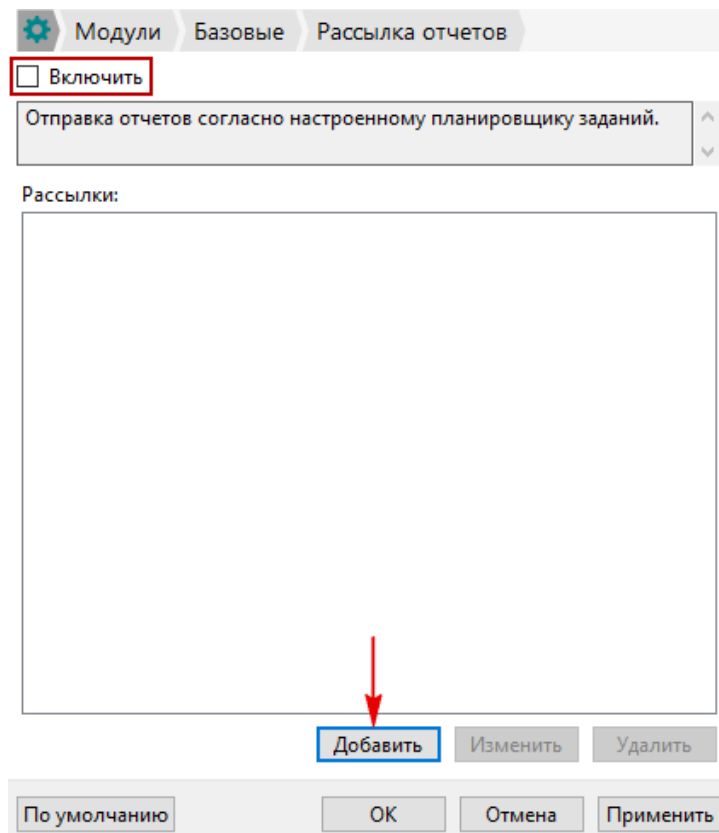 Модули Базовые Рассылка отчетов
Включить
Отправка отчетов согласно настроенному планировщику заданий.
Рассылки:
Добавить Изменить Удалить
По умолчанию ОК Отмена Применить